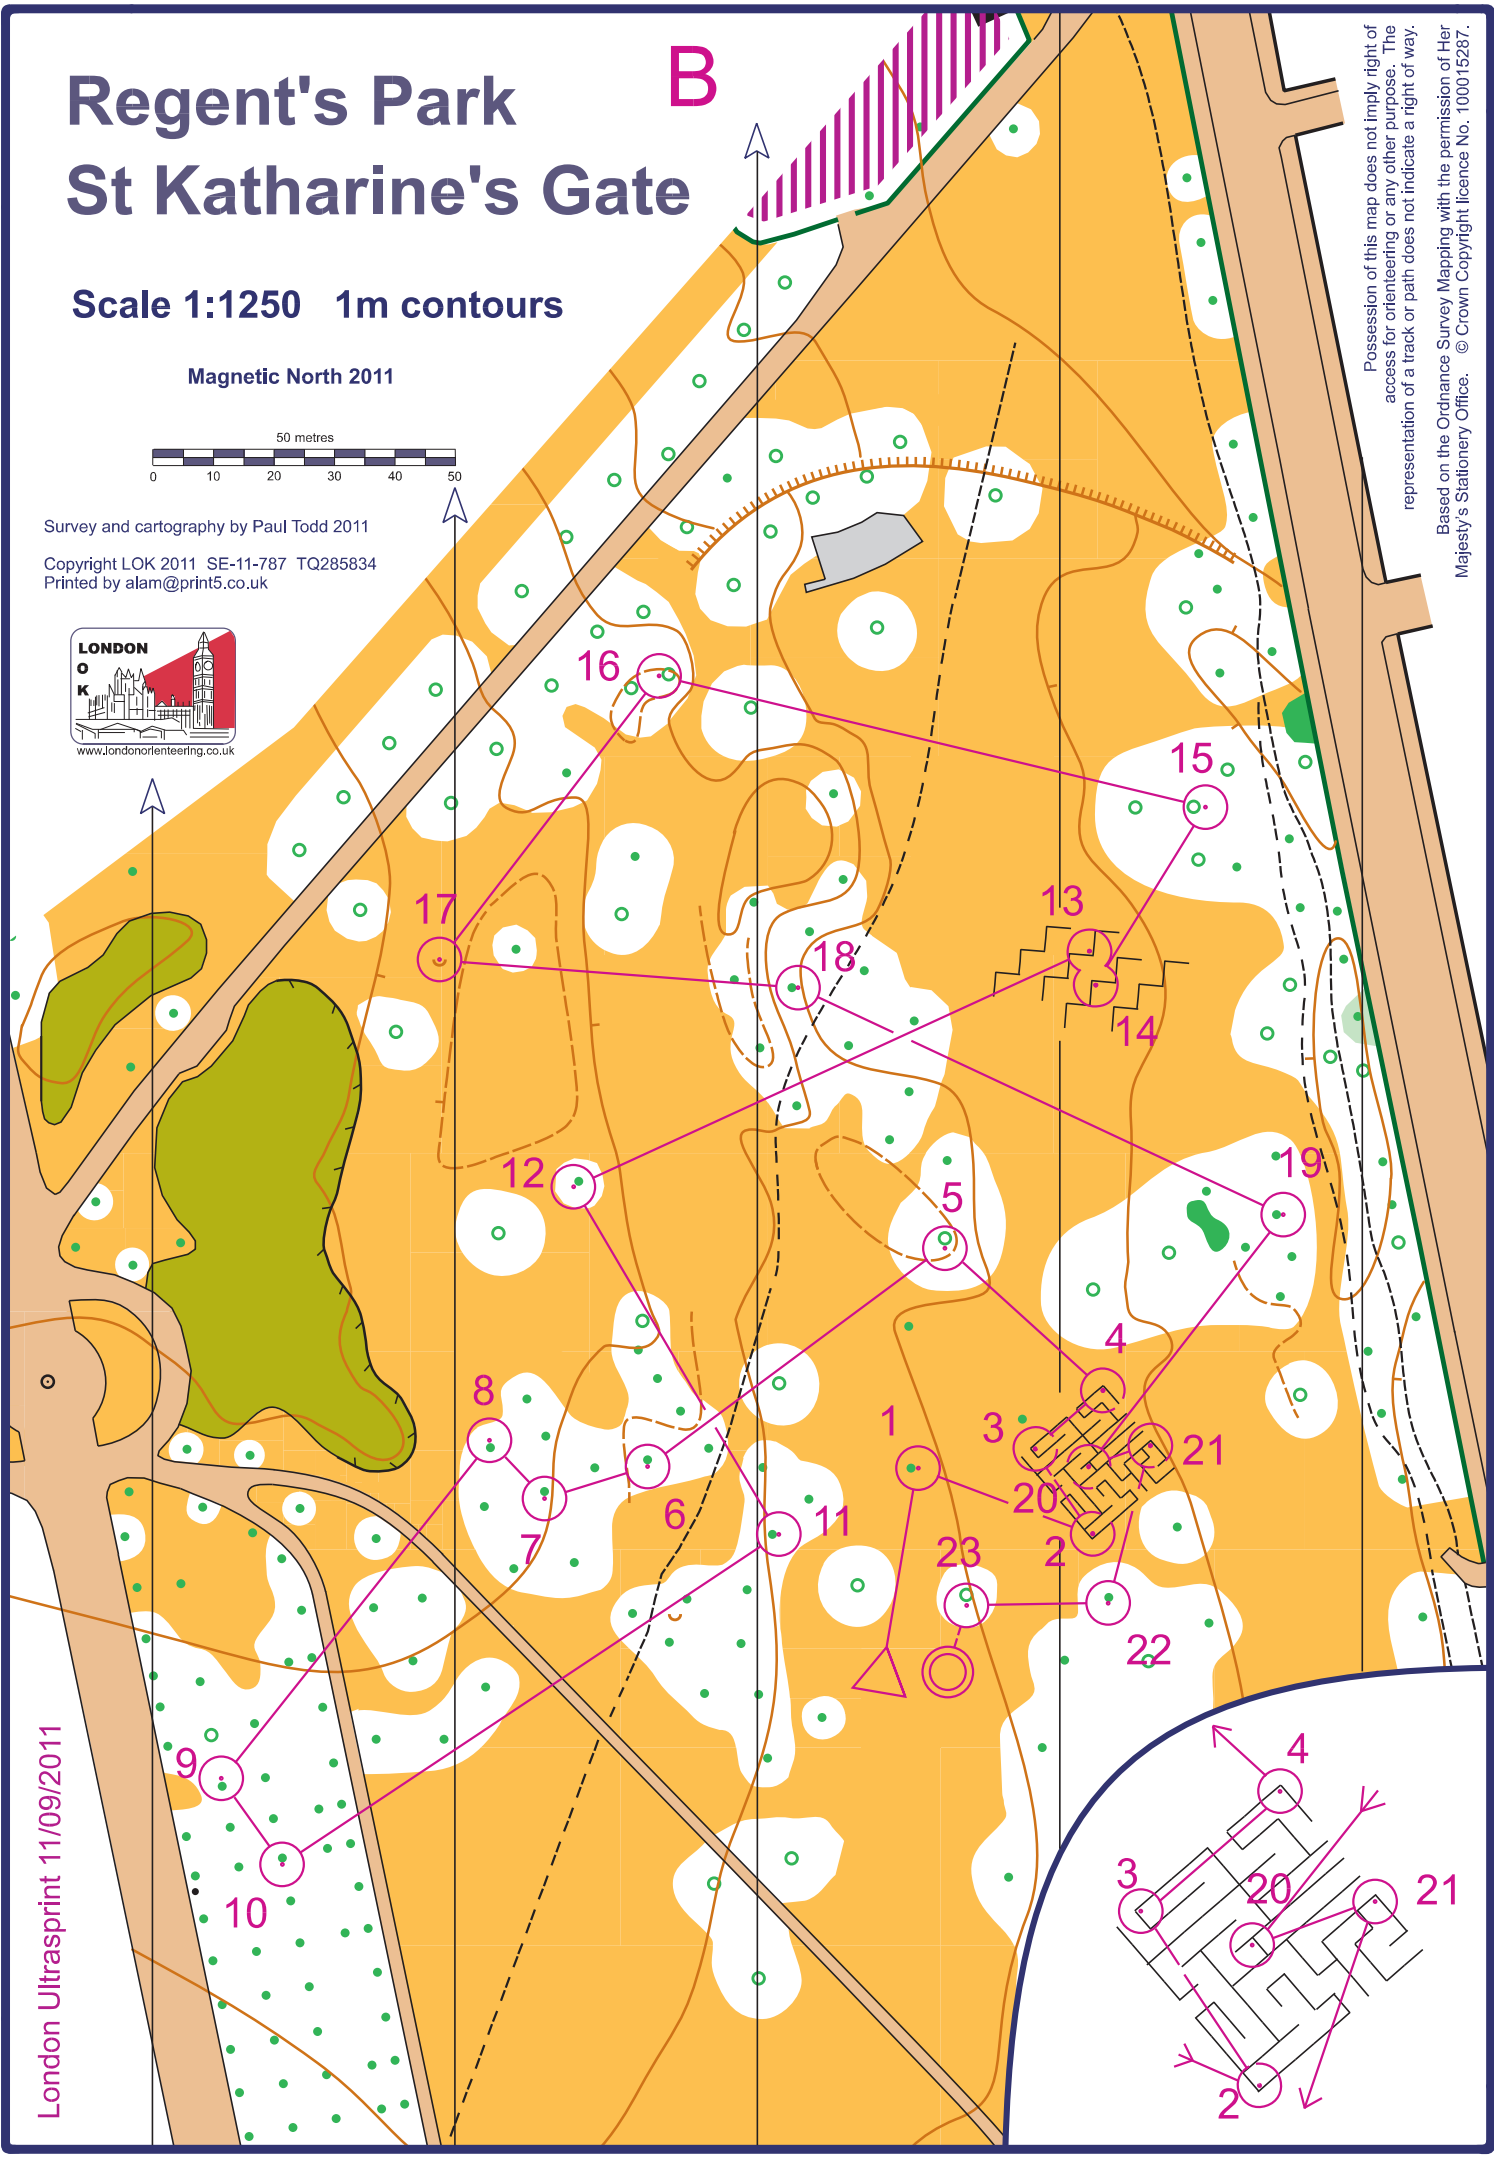 B
Regent's Park
St Katharine's Gate
Scale 1:1250 1m contours
Magnetic North 2011
50 metres
0 10 20 30 40 50
Survey and cartography by Paul Todd 2011
Copyright LOK 2011 SE-11-787 TQ285834
Printed by alam@print5.co.uk
LONDON
O
K
www.londonorienteering.co.uk
Possession of this map does not imply right of
access for orienteering or any other purpose. The
representation of a track or path does not indicate a right of way.
Based on the Ordnance Survey Mapping with the permission of Her
Majesty's Stationery Office. © Crown Copyright licence No. 100015287.
16
15
17
13
18
14
12
19
5
4
8
1
3
21
20
6
11
7
2
23
22
9
10
London Ultrasprint 11/09/2011
4
3
20
21
2